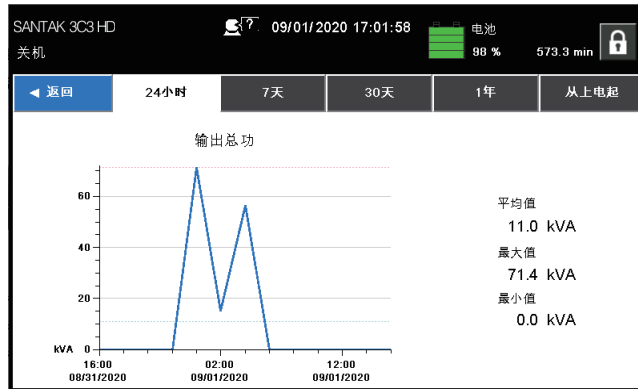 SANTAK 3C3 HD ? 09/01/2020 17:01:58 电池
关机 98 % 573.3 min
返回 24小时 7天 30天 1年 从上电起
输出总功
60
40
20
kVA 0
16:00 02:00 12:00
08/31/2020 09/01/2020 09/01/2020
平均值
11.0 kVA
最大值
71.4 kVA
最小值
0.0 kVA